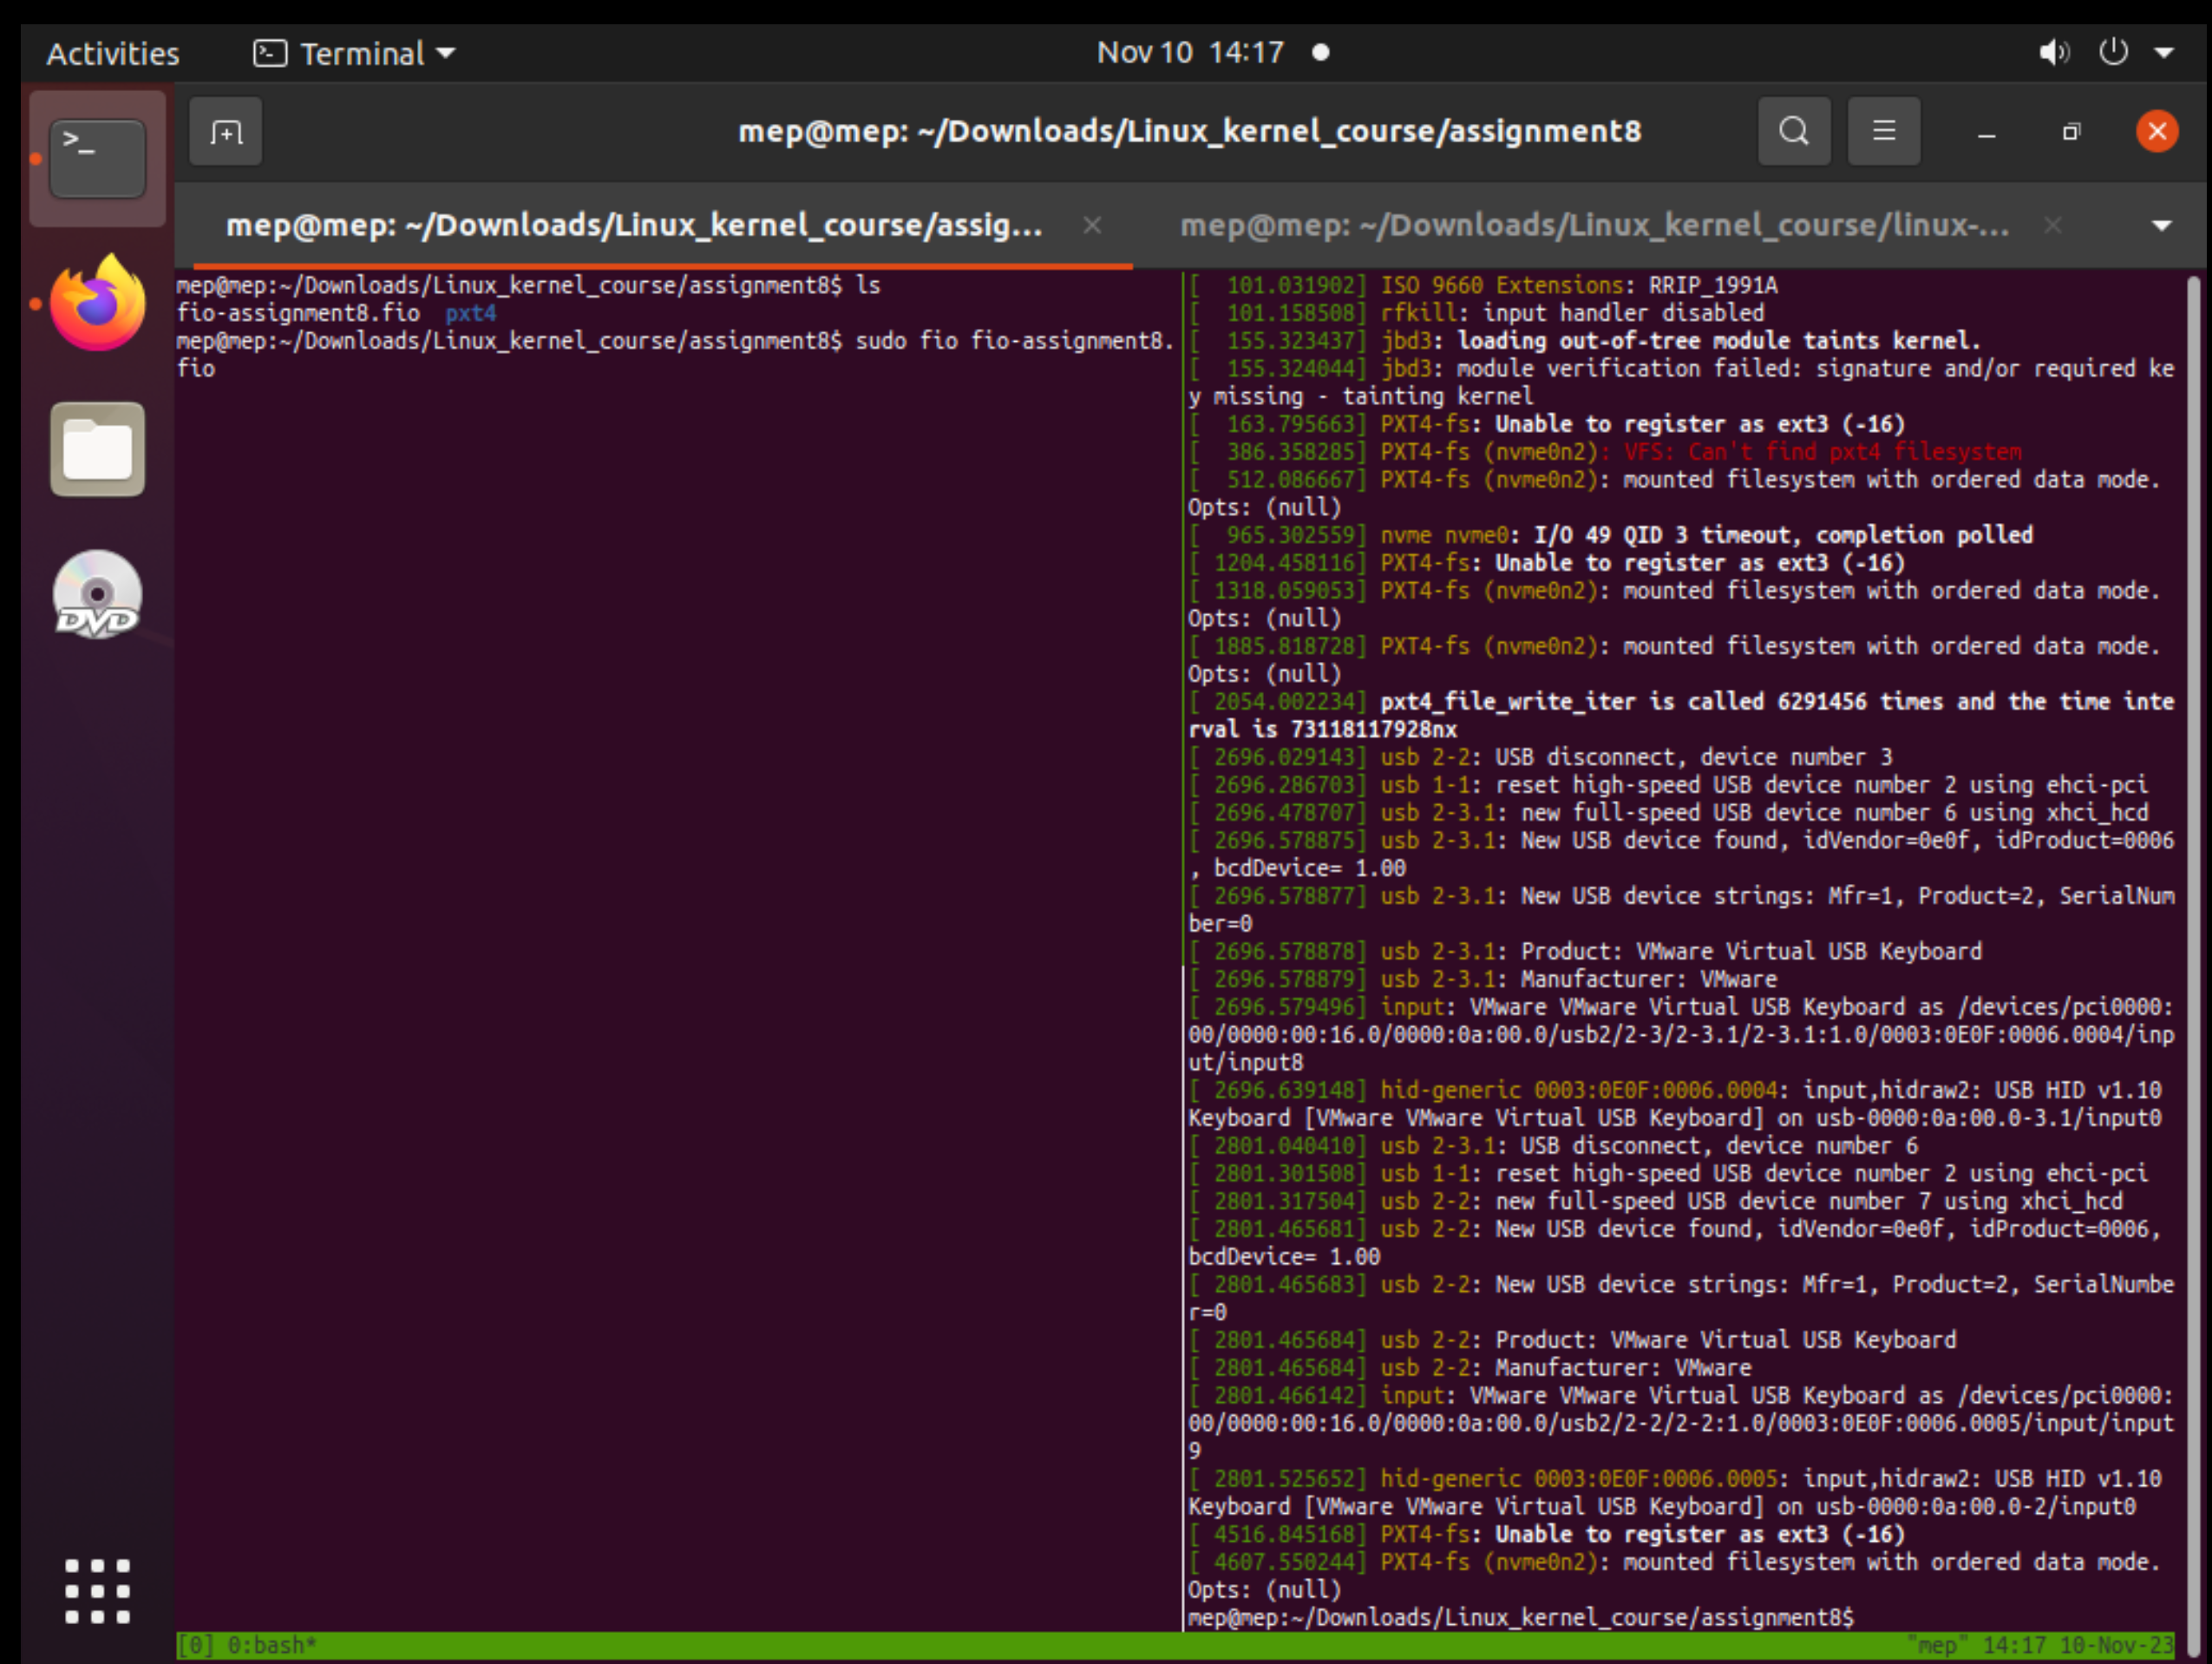 Activities
Terminal
Nov 10 14:17
mep@mep: ~/Downloads/Linux_kernel_course/assignment8
mep@mep: ~/Downloads/Linux_kernel_course/assig...
mep@mep: ~/Downloads/Linux_kernel_course/linux-...
mep@mep:~/Downloads/Linux_kernel_course/assignment8$ ls
fio-assignment8.fio  pxt4
mep@mep:~/Downloads/Linux_kernel_course/assignment8$ sudo fio fio-assignment8.
fio
[  101.031902] ISO 9660 Extensions: RRIP_1991A
[  101.158508] rfkill: input handler disabled
[  155.323437] jbd3: loading out-of-tree module taints kernel.
[  155.324044] jbd3: module verification failed: signature and/or required ke
y missing - tainting kernel
[  163.795663] PXT4-fs: Unable to register as ext3 (-16)
[  386.358285] PXT4-fs (nvme0n2): VFS: Can't find pxt4 filesystem
[  512.086667] PXT4-fs (nvme0n2): mounted filesystem with ordered data mode.
Opts: (null)
[  965.302559] nvme nvme0: I/O 49 QID 3 timeout, completion polled
[ 1204.458116] PXT4-fs: Unable to register as ext3 (-16)
[ 1318.059053] PXT4-fs (nvme0n2): mounted filesystem with ordered data mode.
Opts: (null)
[ 1885.818728] PXT4-fs (nvme0n2): mounted filesystem with ordered data mode.
Opts: (null)
[ 2054.002234] pxt4_file_write_iter is called 6291456 times and the time inte
rval is 73118117928nx
[ 2696.029143] usb 2-2: USB disconnect, device number 3
[ 2696.286703] usb 1-1: reset high-speed USB device number 2 using ehci-pci
[ 2696.478707] usb 2-3.1: new full-speed USB device number 6 using xhci_hcd
[ 2696.578875] usb 2-3.1: New USB device found, idVendor=0e0f, idProduct=0006
, bcdDevice= 1.00
[ 2696.578877] usb 2-3.1: New USB device strings: Mfr=1, Product=2, SerialNum
ber=0
[ 2696.578878] usb 2-3.1: Product: VMware Virtual USB Keyboard
[ 2696.578879] usb 2-3.1: Manufacturer: VMware
[ 2696.579496] input: VMware VMware Virtual USB Keyboard as /devices/pci0000:
00/0000:00:16.0/0000:0a:00.0/usb2/2-3/2-3.1/2-3.1:1.0/0003:0E0F:0006.0004/inp
ut/input8
[ 2696.639148] hid-generic 0003:0E0F:0006.0004: input,hidraw2: USB HID v1.10
Keyboard [VMware VMware Virtual USB Keyboard] on usb-0000:0a:00.0-3.1/input0
[ 2801.040410] usb 2-3.1: USB disconnect, device number 6
[ 2801.301508] usb 1-1: reset high-speed USB device number 2 using ehci-pci
[ 2801.317504] usb 2-2: new full-speed USB device number 7 using xhci_hcd
[ 2801.465681] usb 2-2: New USB device found, idVendor=0e0f, idProduct=0006,
bcdDevice= 1.00
[ 2801.465683] usb 2-2: New USB device strings: Mfr=1, Product=2, SerialNumbe
r=0
[ 2801.465684] usb 2-2: Product: VMware Virtual USB Keyboard
[ 2801.465684] usb 2-2: Manufacturer: VMware
[ 2801.466142] input: VMware VMware Virtual USB Keyboard as /devices/pci0000:
00/0000:00:16.0/0000:0a:00.0/usb2/2-2/2-2:1.0/0003:0E0F:0006.0005/input/input
9
[ 2801.525652] hid-generic 0003:0E0F:0006.0005: input,hidraw2: USB HID v1.10
Keyboard [VMware VMware Virtual USB Keyboard] on usb-0000:0a:00.0-2/input0
[ 4516.845168] PXT4-fs: Unable to register as ext3 (-16)
[ 4607.550244] PXT4-fs (nvme0n2): mounted filesystem with ordered data mode.
Opts: (null)
mep@mep:~/Downloads/Linux_kernel_course/assignment8$
DVD
[0] 0:bash*
"mep" 14:17 10-Nov-23